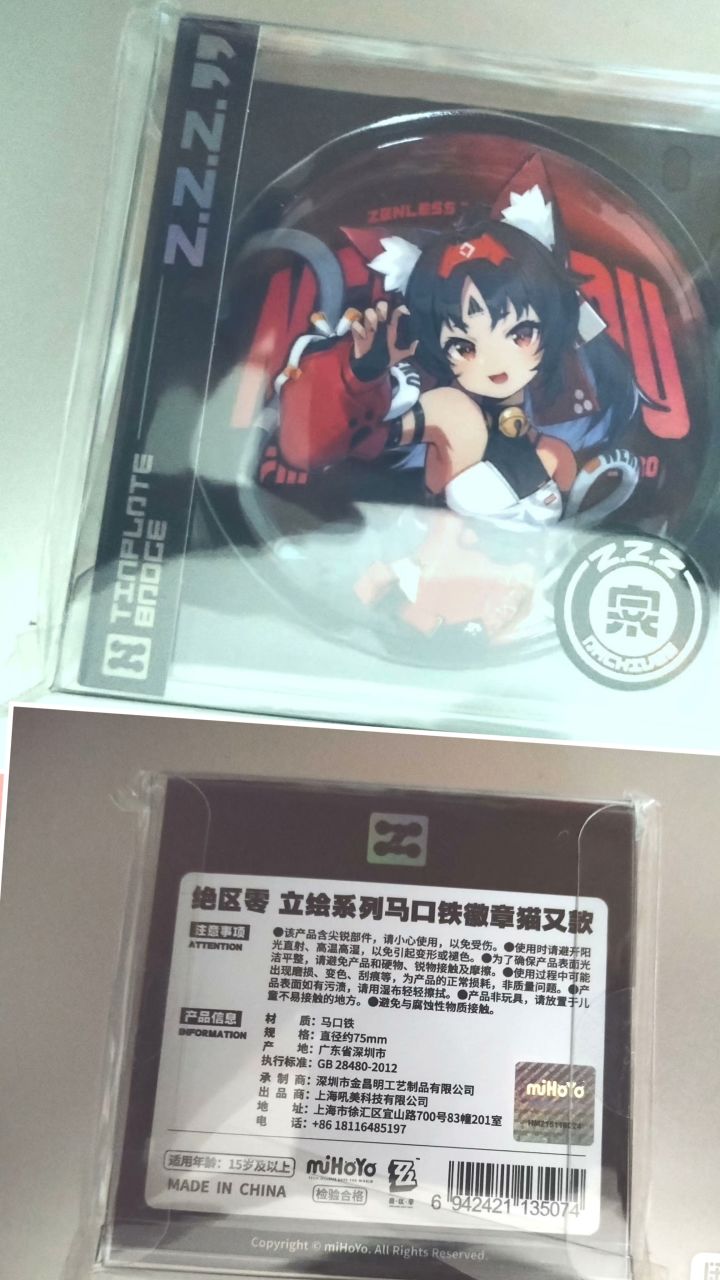 Z.Z.Z.
TINPLATE
BADGE
ZENLESS
Z.Z.Z
ARCHIVES
绝区零 立绘系列马口铁徽章猫又款
注意事项
ATTENTION
●该产品含尖锐部件，请小心使用，以免受伤。●使用时请避开阳
光直射、高温高湿，以免引起变形或褪色。●为了确保产品表面光
洁平整，请避免产品和硬物、锐物接触及摩擦。●使用过程中可能
出现磨损、变色、刮痕等，为产品的正常损耗，非质量问题。●产
品表面如有污渍，请用湿布轻轻擦拭。●产品非玩具，请放置于儿
童不易接触的地方。●避免与腐蚀性物质接触。
产品信息
INFORMATION
材 质：马口铁
规 格：直径约75mm
产 地：广东省深圳市
执行标准：GB 28480-2012
承 制 商：深圳市金昌明工艺制品有限公司
出 品 商：上海吼美科技有限公司
地 址：上海市徐汇区宜山路700号83幢201室
电 话：+86 18116485197
miHoYo
适用年龄：15岁及以上
MADE IN CHINA
miHoYo
TECH OTAKUS SAVE THE WORLD
检验合格
绝·区·零
6 942421 135074
Copyright © miHoYo. All Rights Reserved.